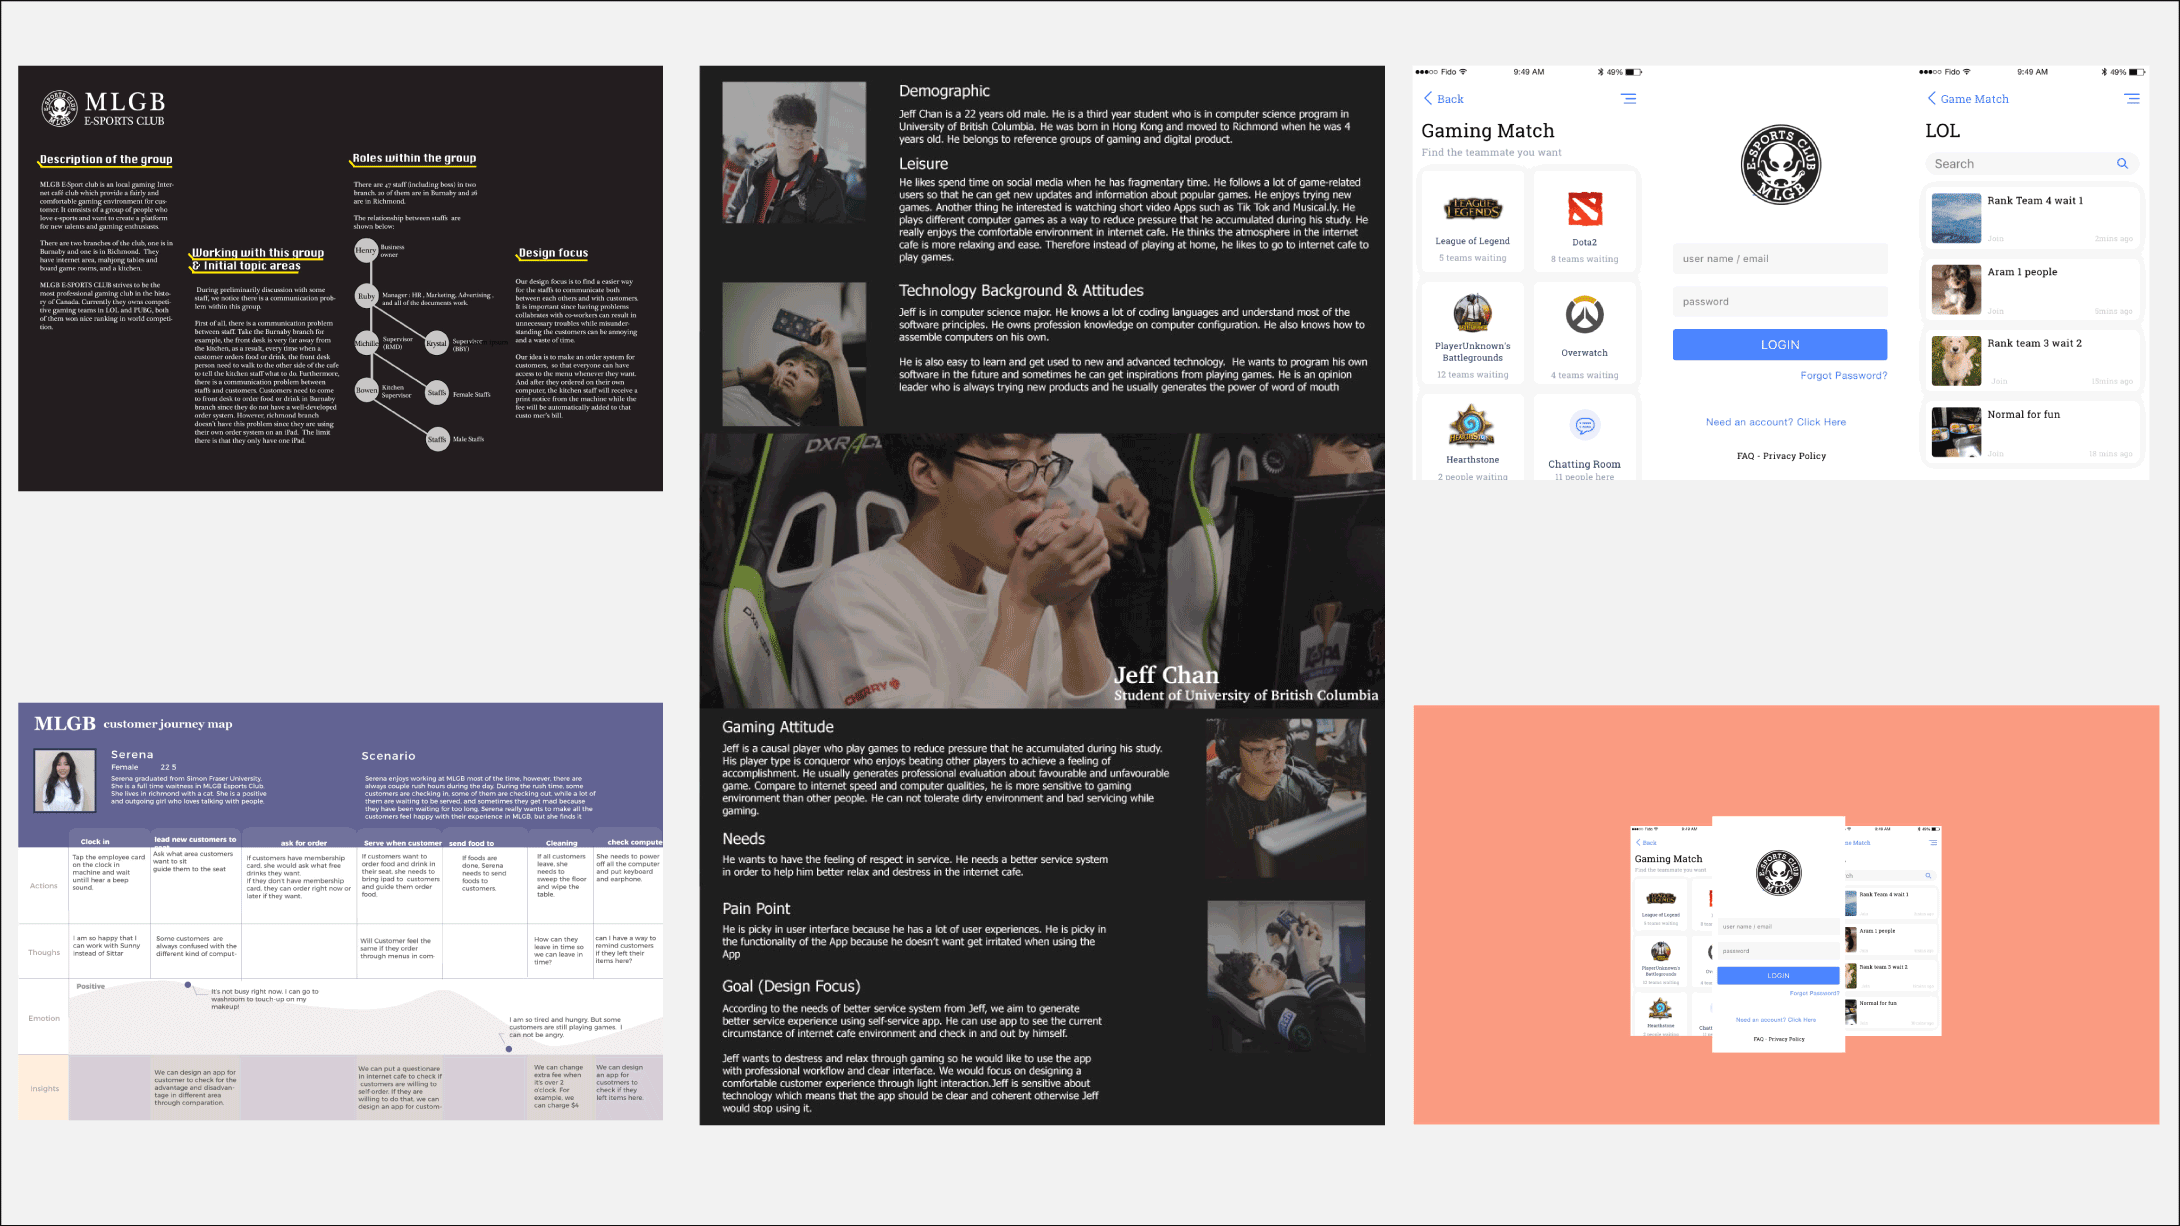 MLGB
E-SPORTS CLUB
Description of the group
MLGB E-Sport club is an local gaming Inter-
net café club which provide a fairly and
comfortable gaming environment for cus-
tomer. It consists of a group of people who
love e-sports and want to create a platform
for new talents and gaming enthusiasts.
There are two branches of the club, one is in
Burnaby and one is in Richmond. They
have internet area, mahjong tables and
board game rooms, and a kitchen.
MLGB E-SPORTS CLUB strives to be the
most professional gaming club in the histo-
ry of Canada. Currently they owns competi-
tive gaming teams in LOL and PUBG, both
of them won nice ranking in world competi-
tion.
Working with this group
& Initial topic areas
During preliminarily discussion with some
staff, we notice there is a communication prob-
lem within this group.
First of all, there is a communication problem
between staff. Take the Burnaby branch for
example, the front desk is very far away from
the kitchen, as a result, every time when a
customer orders food or drink, the front desk
person need to walk to the other side of the cafe
to tell the kitchen staff what to do. Furthermore,
there is a communication problem between
staffs and customers. Customers need to come
to front desk to order food or drink in Burnaby
branch since they do not have a well-developed
order system. However, richmond branch
doesn't have this problem since they are using
their own order system on an iPad. The limit
there is that they only have one iPad.
Roles within the group
There are 47 staff (including boss) in two
branch, 20 of them are in Burnaby and 26
are in Richmond.
The relationship between staffs are
shown below:
Henry
Business
owner
Ruby
Manager : HR , Marketing, Advertising ,
and all of the documents work.
Michilie
Supervisor
(RMD)
Krystal
Supervisor
(BBY)
Bowen
Kitchen
Supervisor
Staffs
Female Staffs
Staffs
Male Staffs
Design focus
Our design focus is to find a easier way
for the staffs to communicate both
between each others and with customers.
It is important since having problems
collabrates with co-workers can result in
unnecessary troubles while misunder-
standing the customers can be annoying
and a waste of time.
Our idea is to make an order system for
customers, so that everyone can have
access to the menu whenever they want.
And after they ordered on their own
computer, the kitchen staff will receive a
print notice from the machine while the
fee will be automatically added to that
custo mer's bill.
Demographic
Jeff Chan is a 22 years old male. He is a third year student who is in computer science program in
University of British Columbia. He was born in Hong Kong and moved to Richmond when he was 4
years old. He belongs to reference groups of gaming and digital product.
Leisure
He likes spend time on social media when he has fragmentary time. He follows a lot of game-related
users so that he can get new updates and information about popular games. He enjoys trying new
games. Another thing he interested is watching short video Apps such as Tik Tok and Musical.ly. He
plays different computer games as a way to reduce pressure that he accumulated during his study. He
really enjoys the comfortable environment in internet cafe. He thinks the atmosphere in the internet
cafe is more relaxing and ease. Therefore instead of playing at home, he likes to go to internet cafe to
play games.
Technology Background & Attitudes
Jeff is in computer science major. He knows a lot of coding languages and understand most of the
software principles. He owns profession knowledge on computer configuration. He also knows how to
assemble computers on his own.
He is also easy to learn and get used to new and advanced technology. He wants to program his own
software in the future and sometimes he can get inspirations from playing games. He is an opinion
leader who is always trying new products and he usually generates the power of word of mouth
DXRACE
CHERRY
Jeff Chan
Student of University of British Columbia
Gaming Attitude
Jeff is a causal player who play games to reduce pressure that he accumulated during his study.
His player type is conqueror who enjoys beating other players to achieve a feeling of
accomplishment. He usually generates professional evaluation about favourable and unfavourable
game. Compare to internet speed and computer qualities, he is more sensitive to gaming
environment than other people. He can not tolerate dirty environment and bad servicing while
gaming.
Needs
He wants to have the feeling of respect in service. He needs a better service system
in order to help him better relax and destress in the internet cafe.
Pain Point
He is picky in user interface because he has a lot of user experiences. He is picky in
the functionality of the App because he doesn't want get irritated when using the
App
Goal (Design Focus)
According to the needs of better service system from Jeff, we aim to generate
better service experience using self-service app. He can use app to see the current
circumstance of internet cafe environment and check in and out by himself.
Jeff wants to destress and relax through gaming so he would like to use the app
with professional workflow and clear interface. We would focus on designing a
comfortable customer experience through light interaction.Jeff is sensitive about
technology which means that the app should be clear and coherent otherwise Jeff
would stop using it.
Fido 9:49 AM 49%
Back
Gaming Match
Find the teammate you want
LEAGUE of LEGENDS
League of Legend
5 teams waiting
Dota2
8 teams waiting
PlayerUnknown's
Battlegrounds
12 teams waiting
Overwatch
4 teams waiting
HEARTHSTONE
Hearthstone
2 people waiting
Chatting Room
11 people here
E-SPORTS CLUB
MLGB
user name / email
password
LOGIN
Forgot Password?
Need an account? Click Here
FAQ - Privacy Policy
Fido 9:49 AM 49%
Game Match
LOL
Search
Rank Team 4 wait 1
Join 2mins ago
Aram 1 people
Join 9mins ago
Rank team 3 wait 2
Join 15mins ago
Normal for fun
Join 18 mins ago
MLGB customer journey map
Serena
Female 22 5
Serena graduated from Simon Fraser University.
She is a full time waitness in MLGB Esports Club.
She lives in richmond with a cat. She is a positive
and outgoing girl who loves talking with people.
Scenario
Serena enjoys working at MLGB most of the time, however, there are
always couple rush hours during the day. During the rush time, some
customers are checking in, some of them are checking out, while a lot of
them are waiting to be served, and sometimes they get mad because
they have been waiting for too long. Serena really wants to make all the
customers feel happy with their experience in MLGB, but she finds it
Clock in
lead new customers to
ask for order
Serve when customer
send food to
Cleaning
check compute
Actions
Tap the employee card
on the clock in
machine and wait
untill hear a beep
sound.
Ask what area customers
want to sit
guide them to the seat
If customers have membership
card, she would ask what free
drinks they want.
If they don't have membership
card, they can order right now or
later if they want.
If customers want to
order food and drink in
their seat, she needs to
bring ipad to customers
and guide them order
food.
If foods are
done, Serena
needs to send
foods to
customers.
If all customers
leave, she
needs to
sweep the floor
and wipe the
table.
She needs to power
off all the computer
and put keyboard
and earphone.
Thoughs
I am so happy that I
can work with Sunny
instead of Sittar
Some customers are
always confused with the
different kind of comput-
Will Customer feel the
same if they order
through menus in com-
How can they
leave in time so
we can leave in
time?
can I have a way to
remind customers
if they left their
items here?
Emotion
Positive
It's not busy right now, I can go to
washroom to touch-up on my
makeup!
I am so tired and hungry. But some
customers are still playing games. I
can not be angry.
Insights
We can design an app for
customer to check for the
advantage and disadvan-
tage in different area
through comparation.
We can put a questionare
in internet cafe to check if
customers are willing to
self-order. If they are
willing to do that, we can
design an app for custom-
We can change
extra fee when
it's over 2
o'clock. For
example, we
can charge $4
We can design
an app for
cusotmers to
check if they
left items here.
9:49 AM
Back
Gaming Match
Find the teammate you want
League of Legend
5 teams waiting
PlayerUnknown's
Battlegrounds
12 teams waiting
Hearthstone
E-SPORTS CLUB
MLGB
user name / email
password
LOGIN
Forgot Password?
Need an account? Click Here
FAQ - Privacy Policy
9:49 AM 49%
me Match
Rank Team 4 wait 1
Aram 1 people
Rank team 3 wait 2
Normal for fun